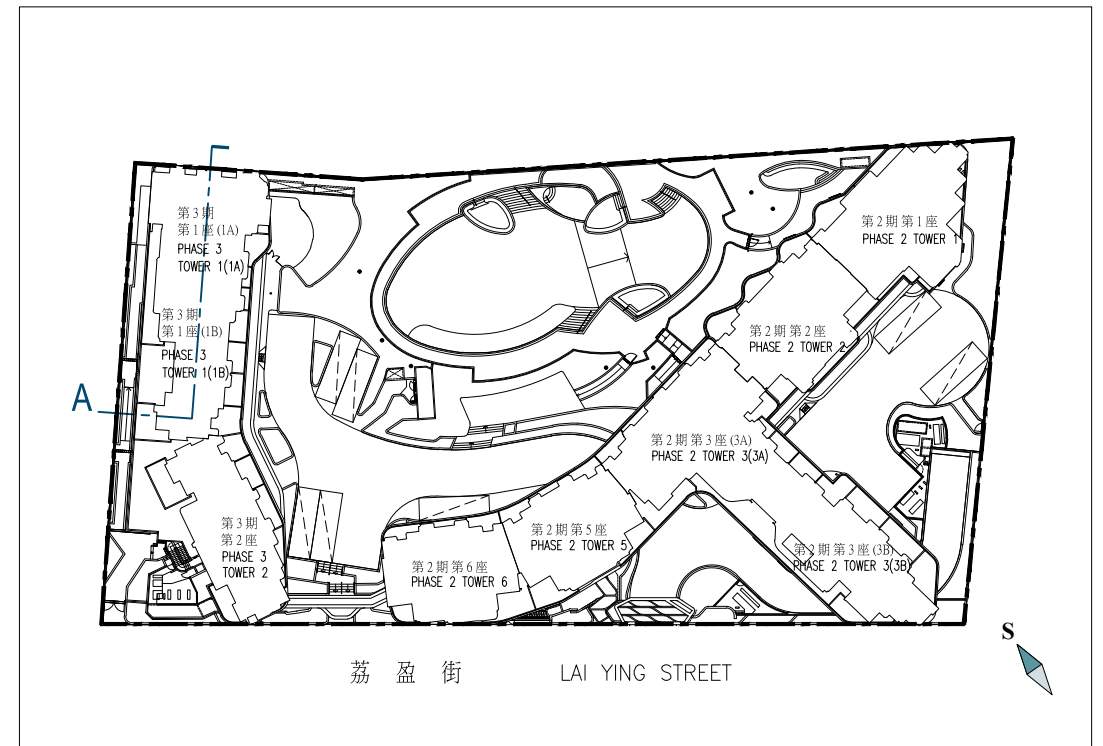 第3期
第1座(1A)
PHASE 3
TOWER 1(1A)
第3期
第1座(1B)
PHASE 3
TOWER 1(1B)
A
第3期
第2座
PHASE 3
TOWER 2
第2期第1座
PHASE 2 TOWER 1
第2期第2座
PHASE 2 TOWER 2
第2期第3座(3A)
PHASE 2 TOWER 3(3A)
第2期第5座
PHASE 2 TOWER 5
第2期第3座(3B)
PHASE 2 TOWER 3(3B)
第2期第6座
PHASE 2 TOWER 6
S
荔盈街 LAI YING STREET